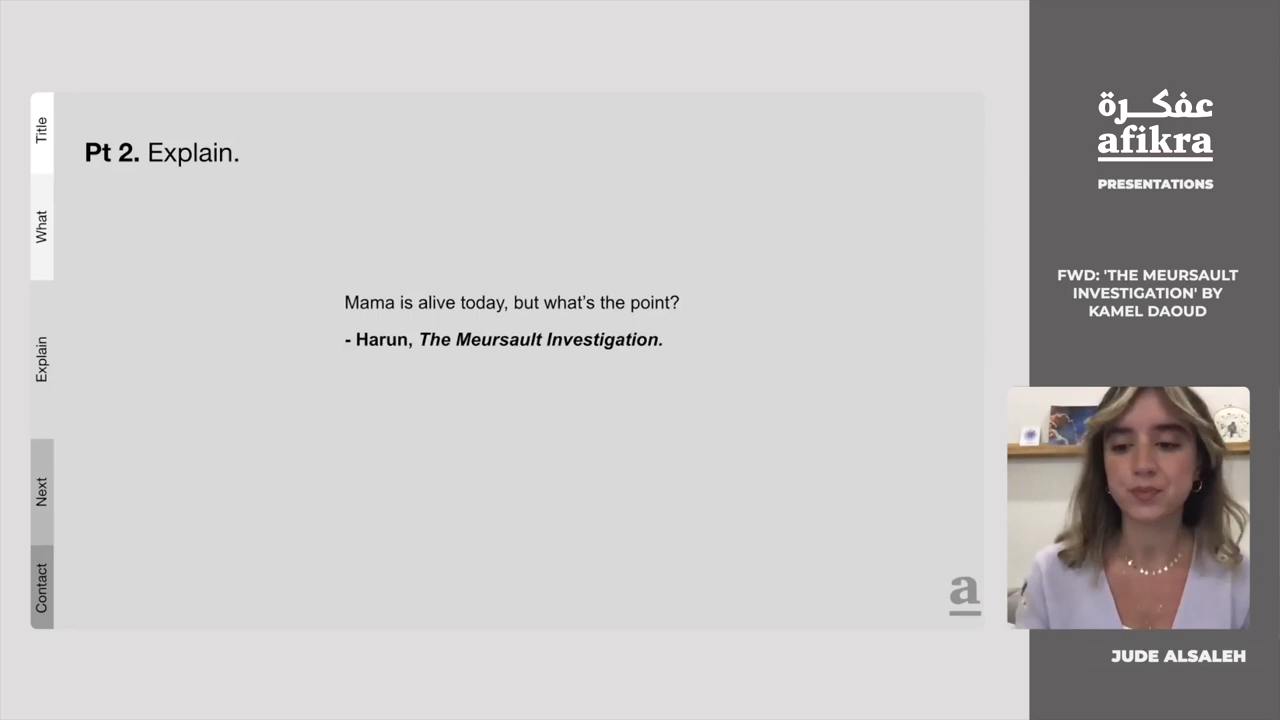 Title
What
Explain
Next
Contact
Pt 2. Explain.
Mama is alive today, but what's the point?
- Harun, The Meursault Investigation.
a
عفكرة
afikra
PRESENTATIONS
FWD: 'THE MEURSAULT
INVESTIGATION' BY
KAMEL DAOUD
JUDE ALSALEH